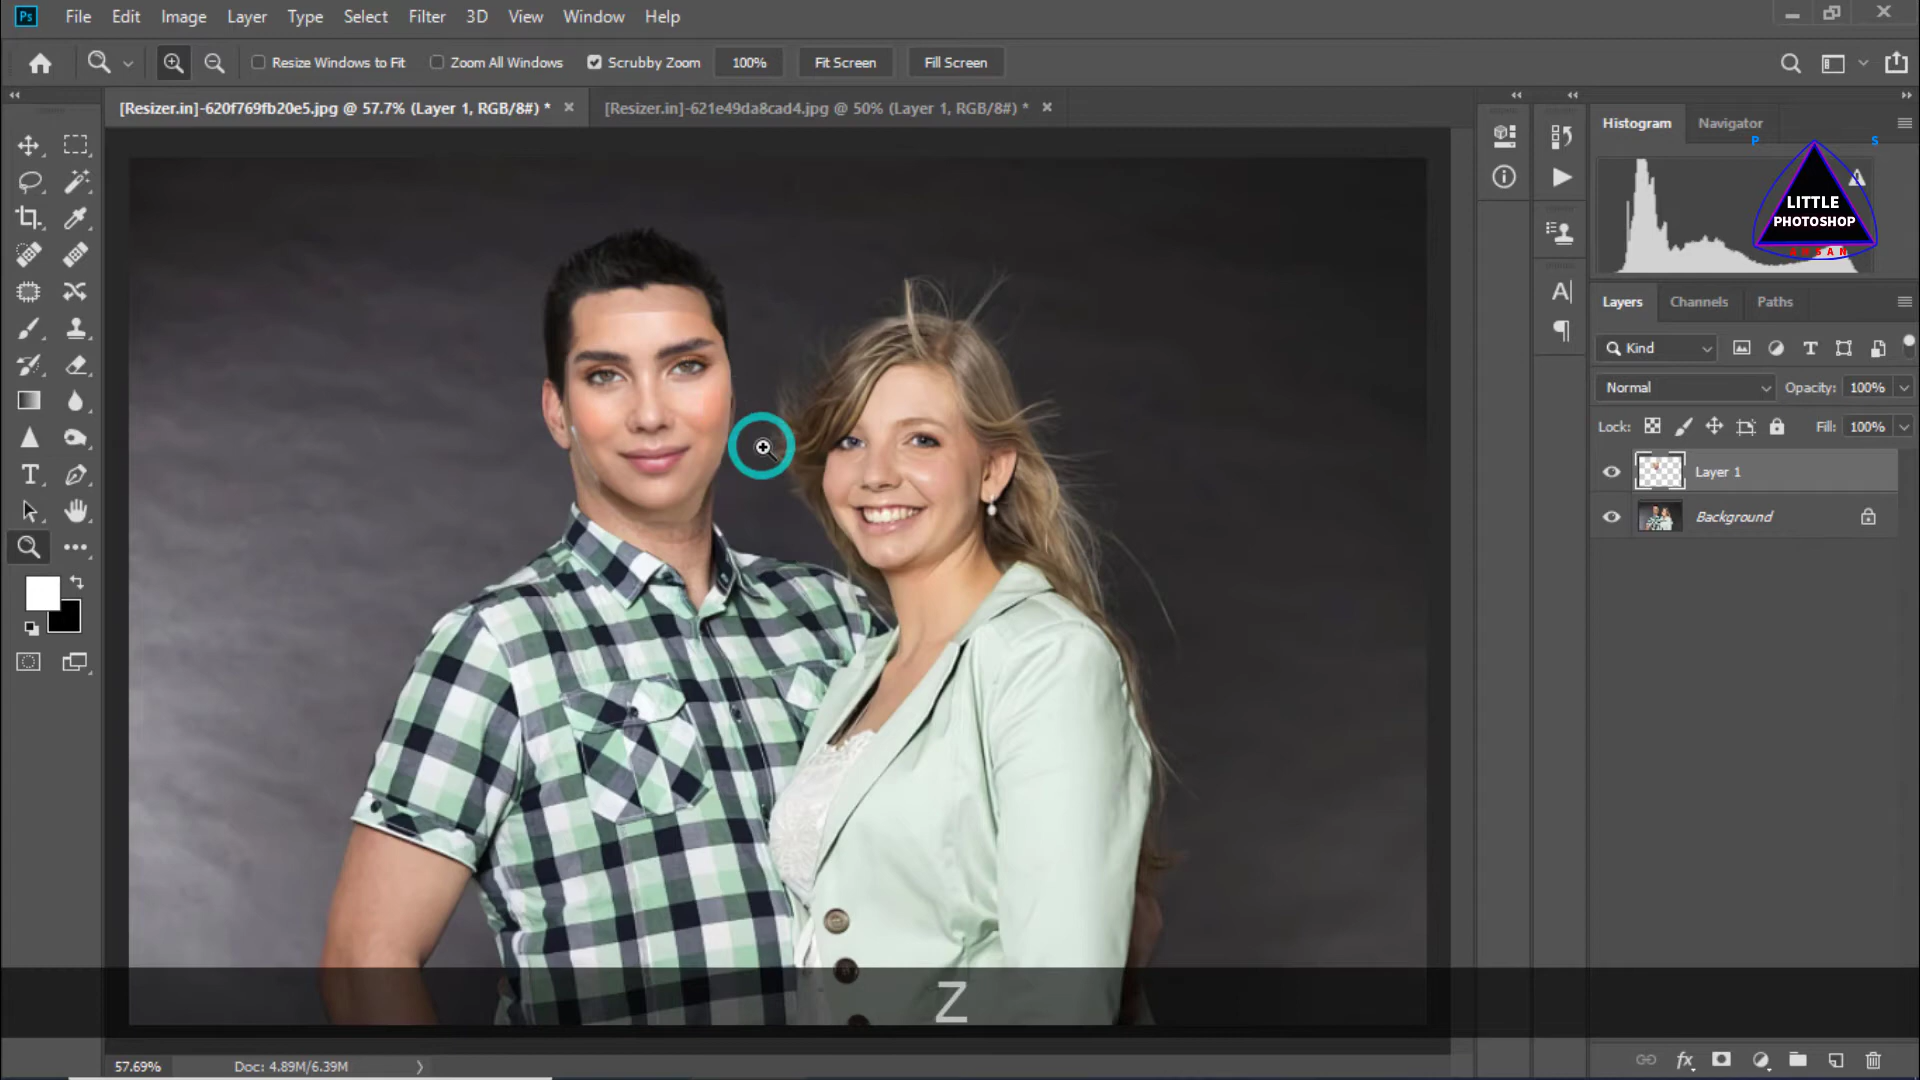 Ps File Edit Image Layer Type Select Filter 3D View Window Help
Resize Windows to Fit Zoom All Windows Scrubby Zoom 100% Fit Screen Fill Screen
[Resizer.in]-620f769fb20e5.jpg @ 57.7% (Layer 1, RGB/8#) * [Resizer.in]-621e49da8cad4.jpg @ 50% (Layer 1, RGB/8#) *
Histogram Navigator
P S
LITTLE
PHOTOSHOP
Layers Channels Paths
Kind
Normal Opacity: 100%
Lock: Fill: 100%
Layer 1
Background
Z
57.69% Doc: 4.89M/6.39M